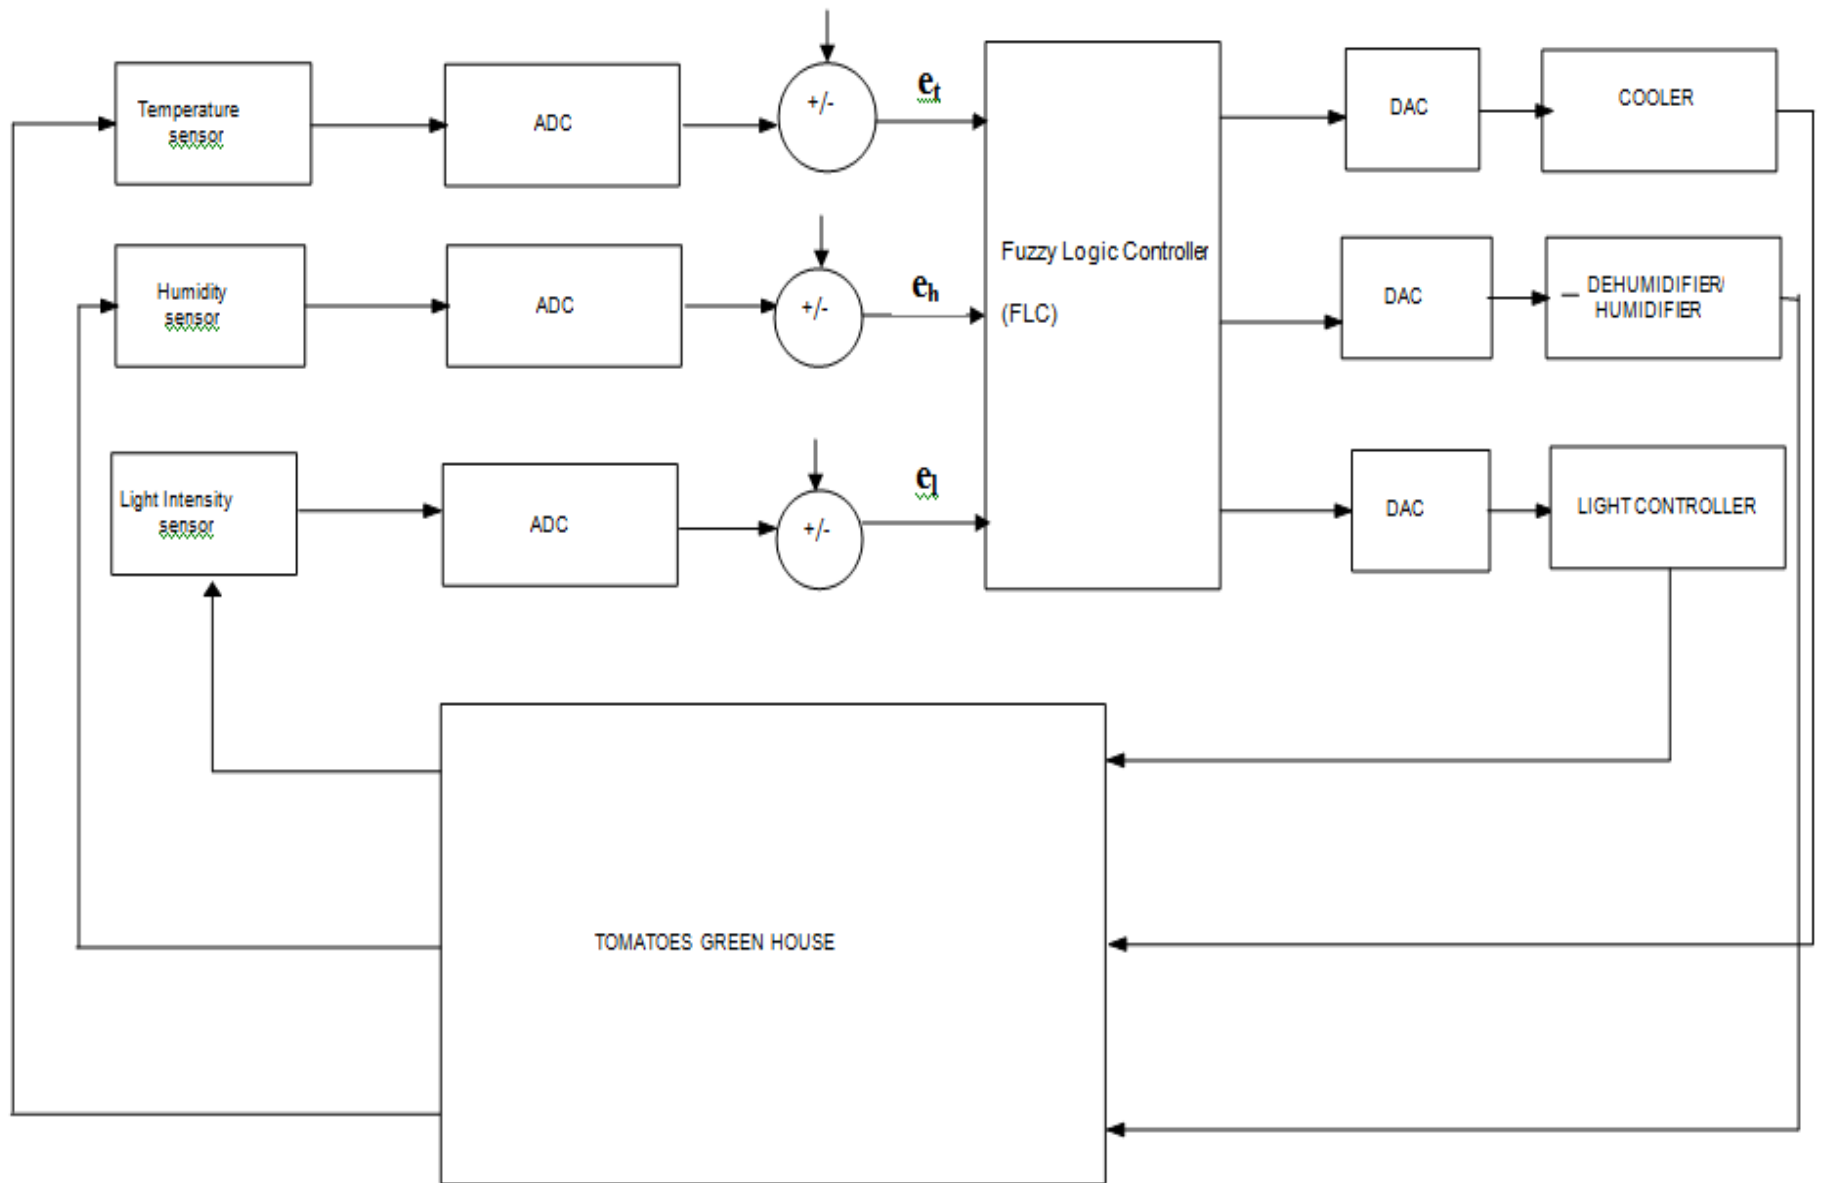 Temperature
sensor
ADC
+/-
et
DAC
COOLER
Humidity
sensor
ADC
+/-
eh
Fuzzy Logic Controller
(FLC)
DAC
— DEHUMIDIFIER/
HUMIDIFIER
Light Intensity
sensor
ADC
+/-
el
DAC
LIGHT CONTROLLER
TOMATOES GREEN HOUSE